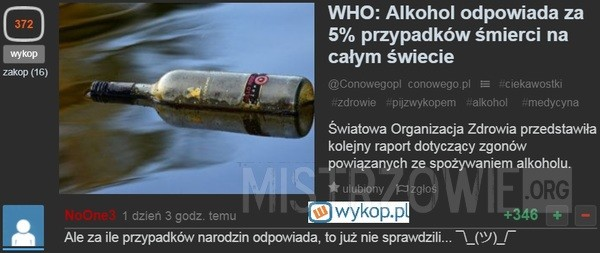 372
wykop
zakop (16)
WHO: Alkohol odpowiada za
5% przypadków śmierci na
całym świecie
@Conowegopl conowego.pl #ciekawostki
#zdrowie #pijzwykopem #alkohol #medycyna
Światowa Organizacja Zdrowia przedstawiła
kolejny raport dotyczący zgonów
powiązanych ze spożywaniem alkoholu.
ulubiony zgłoś
MISTRZOWIE.ORG
wykop.pl
NoOne3 1 dzień 3 godz. temu
+346 + -
Ale za ile przypadków narodzin odpowiada, to już nie sprawdzili... ¯\_(ツ)_/¯